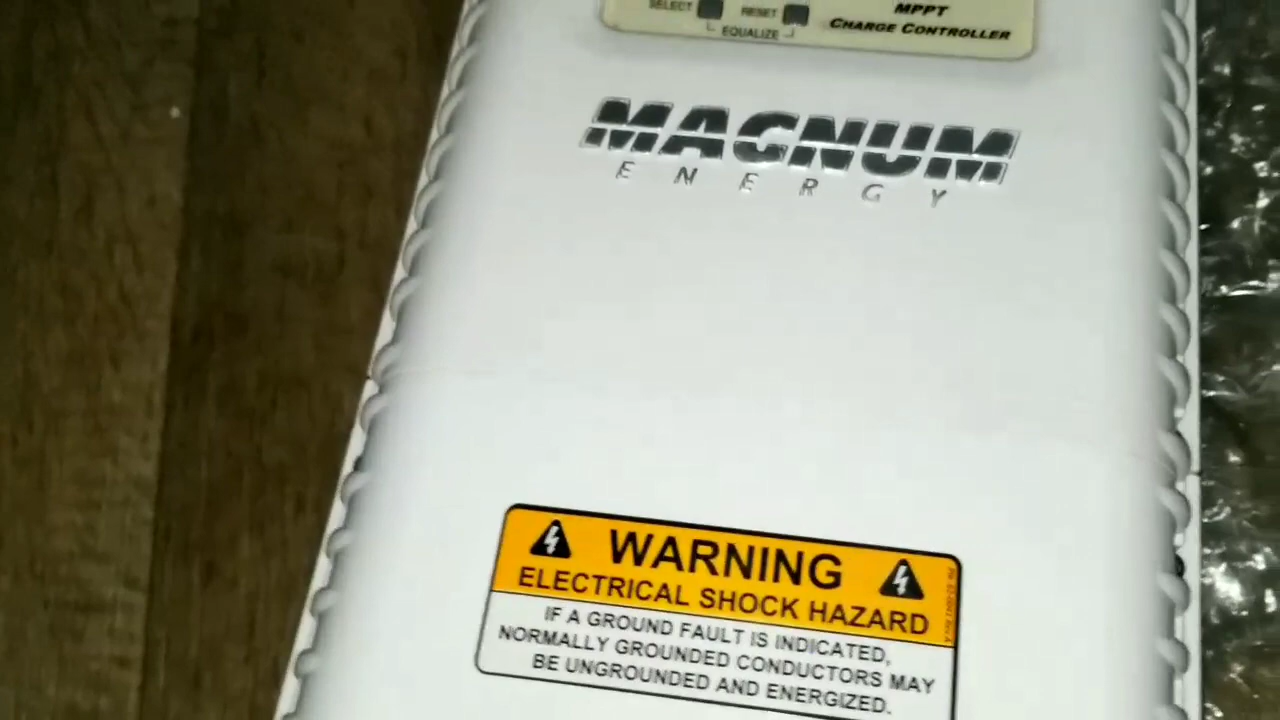 SELECT RESET
EQUALIZE
MPPT
CHARGE CONTROLLER
MAGNUM
ENERGY
WARNING
ELECTRICAL SHOCK HAZARD
IF A GROUND FAULT IS INDICATED,
NORMALLY GROUNDED CONDUCTORS MAY
BE UNGROUNDED AND ENERGIZED.